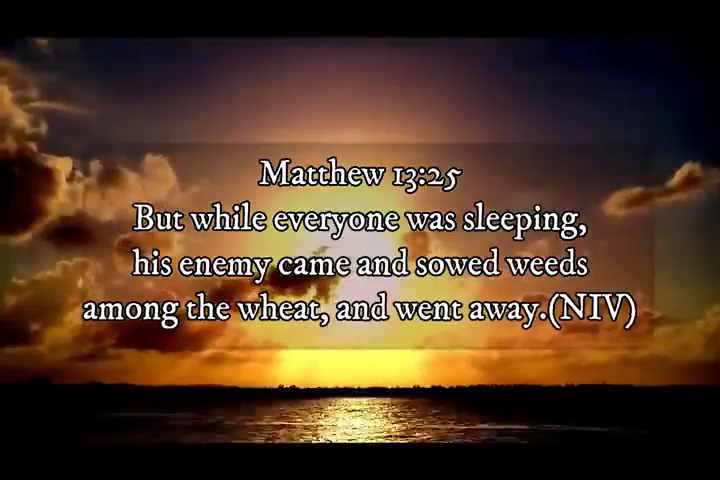 Matthew 13:25
But while everyone was sleeping,
his enemy came and sowed weeds
among the wheat, and went away.(NIV)